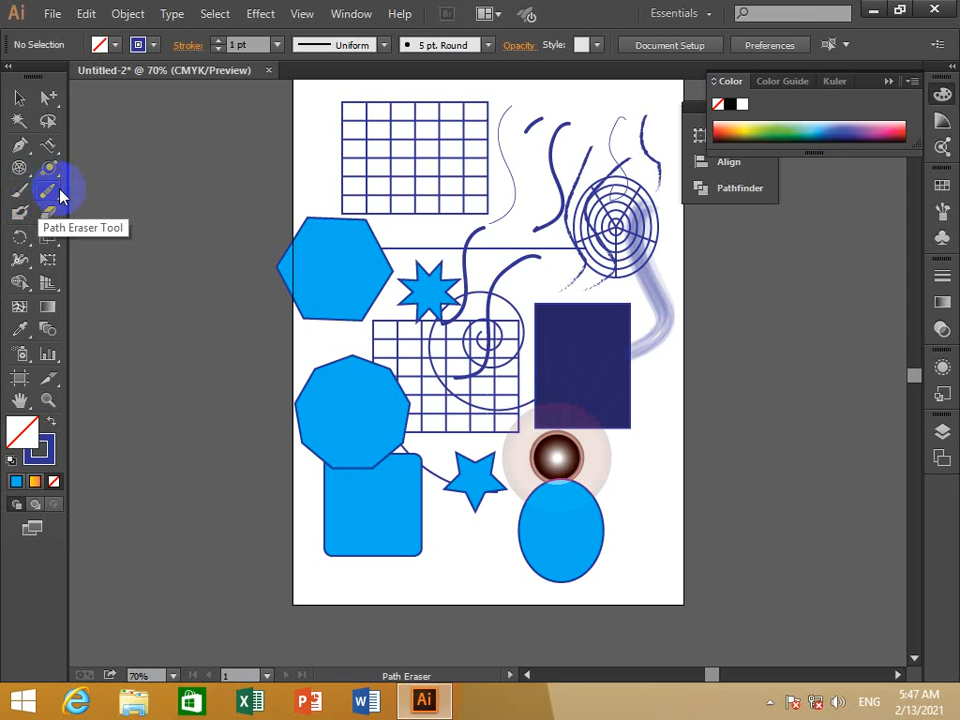 Ai File Edit Object Type Select Effect View Window Help Br Essentials
No Selection Stroke: 1 pt Uniform 5 pt. Round Opacity Style: Document Setup Preferences
Untitled-2* @ 70% (CMYK/Preview) ×
Color Color Guide Kuler
Align
Pathfinder
Path Eraser Tool
70% 1 Path Eraser
Ai ENG 5:47 AM
2/13/2021